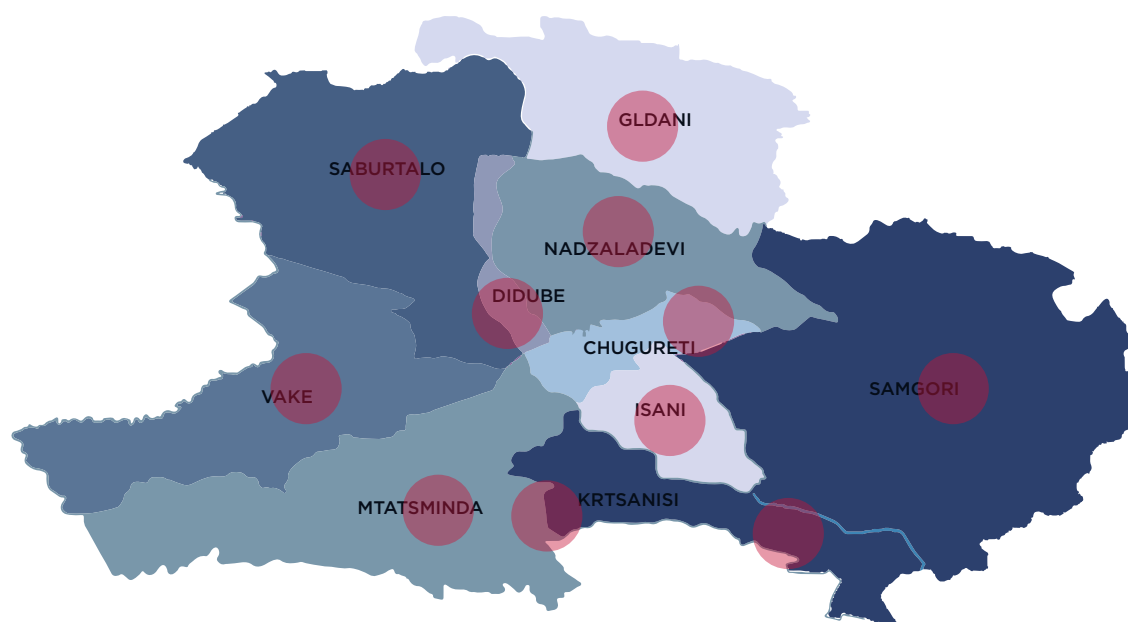 GLDANI
SABURTALO
NADZALADEVI
DIDUBE
CHUGURETI
VAKE
SAMGORI
ISANI
MTATSMINDA
KRTSANISI